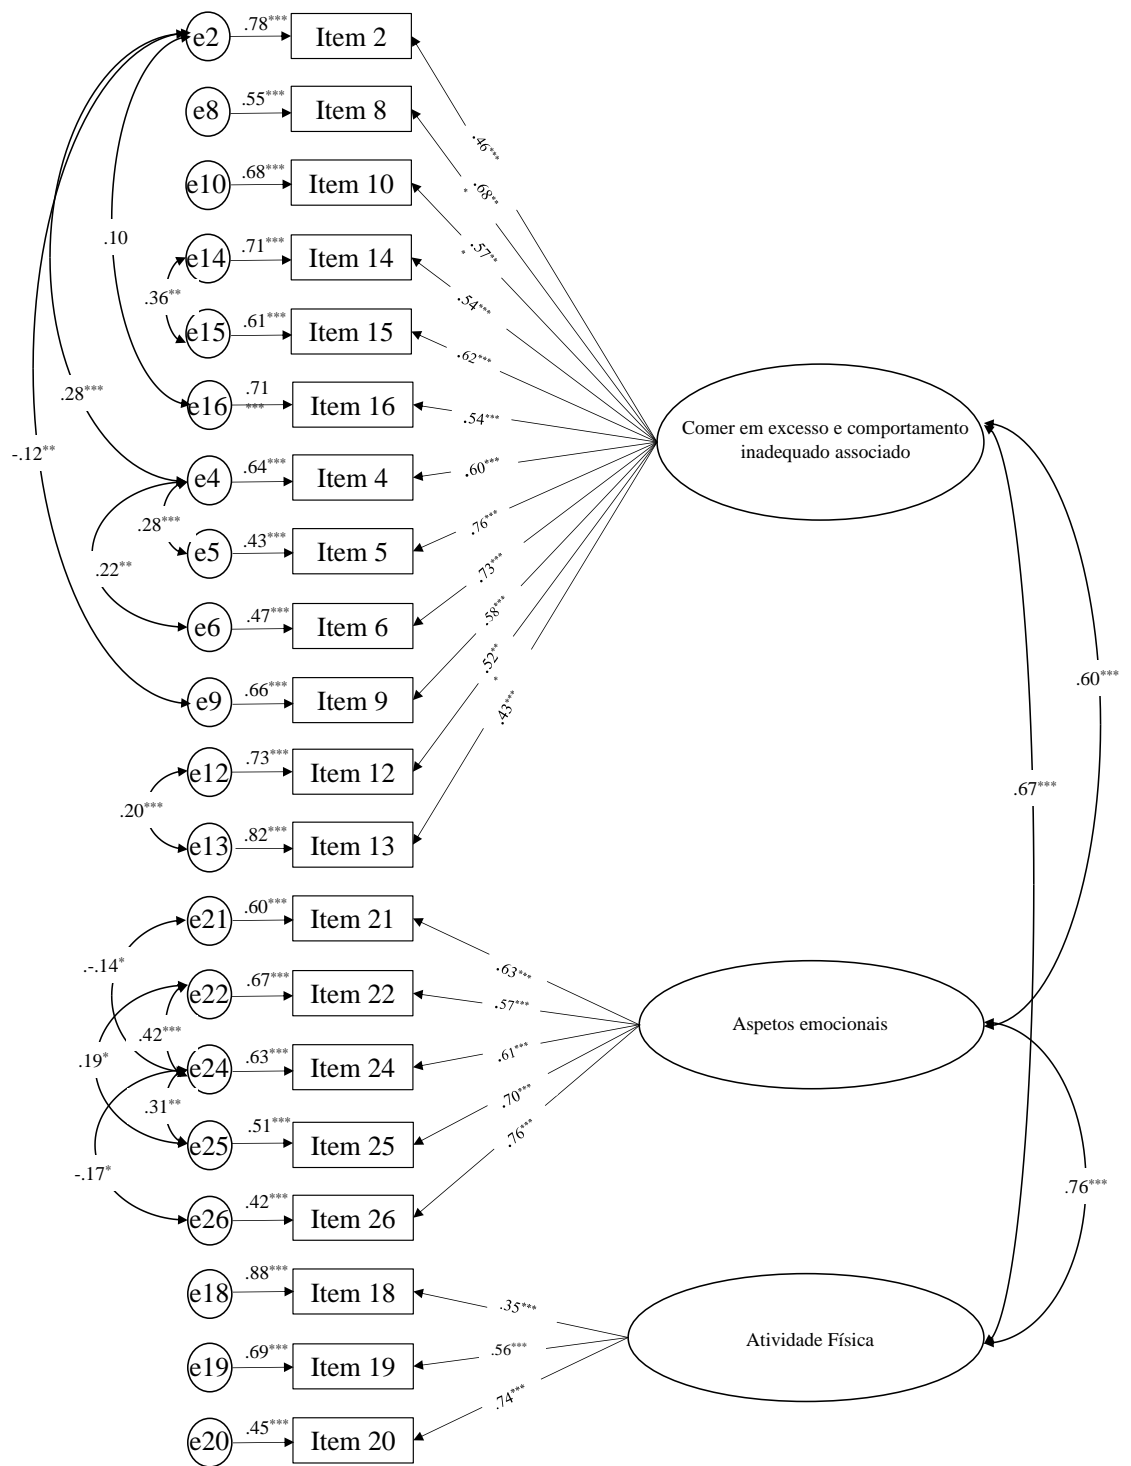 e2 .78*** Item 2
.46***
e8 .55*** Item 8
.68**
*
e10 .68*** Item 10
.57**
*
.10
e14 .71*** Item 14
.36**
.54***
e15 .61*** Item 15
.62***
.28***
e16 .71
*** Item 16
.54***
Comer em excesso e comportamento
inadequado associado
-.12**
e4 .64*** Item 4
.60***
.28***
e5 .43*** Item 5
.76***
.22**
e6 .47*** Item 6
.73***
.58***
e9 .66*** Item 9
.52**
*
.43***
.60***
e12 .73*** Item 12
.67***
.20***
e13 .82*** Item 13
e21 .60*** Item 21
.-.14*
.63***
e22 .67*** Item 22
.57***
Aspetos emocionais
.42***
.19*
e24 .63*** Item 24
.61***
.31**
.70***
e25 .51*** Item 25
.76***
-.17*
.76***
e26 .42*** Item 26
e18 .88*** Item 18
.35***
Atividade Física
e19 .69*** Item 19
.56***
.74***
e20 .45*** Item 20